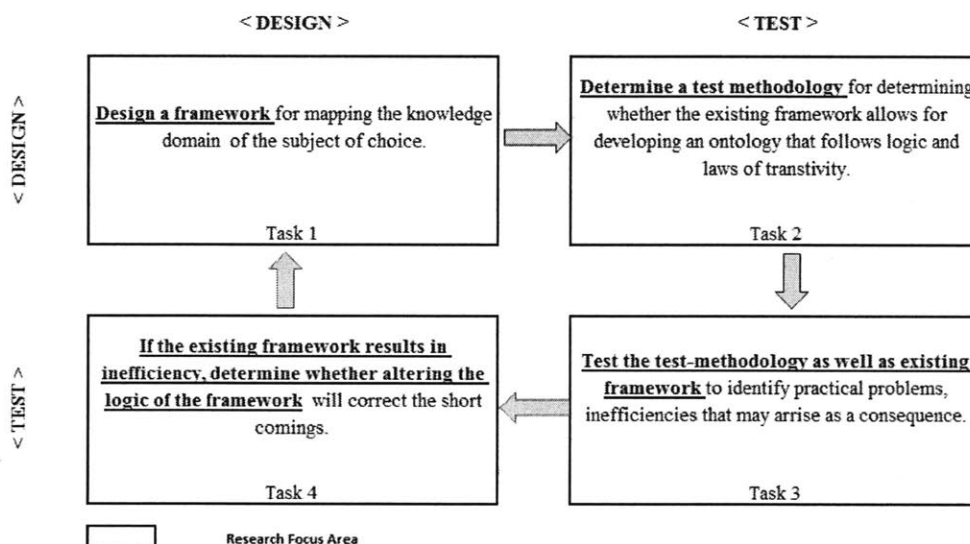 < DESIGN >
< TEST >
< DESIGN >
Design a framework for mapping the knowledge
domain of the subject of choice.
Task 1
Determine a test methodology for determining
whether the existing framework allows for
developing an ontology that follows logic and
laws of transtivity.
Task 2
< TEST >
If the existing framework results in
inefficiency, determine whether altering the
logic of the framework will correct the short
comings.
Task 4
Test the test-methodology as well as existing
framework to identify practical problems,
inefficiencies that may arrise as a consequence.
Task 3
Research Focus Area